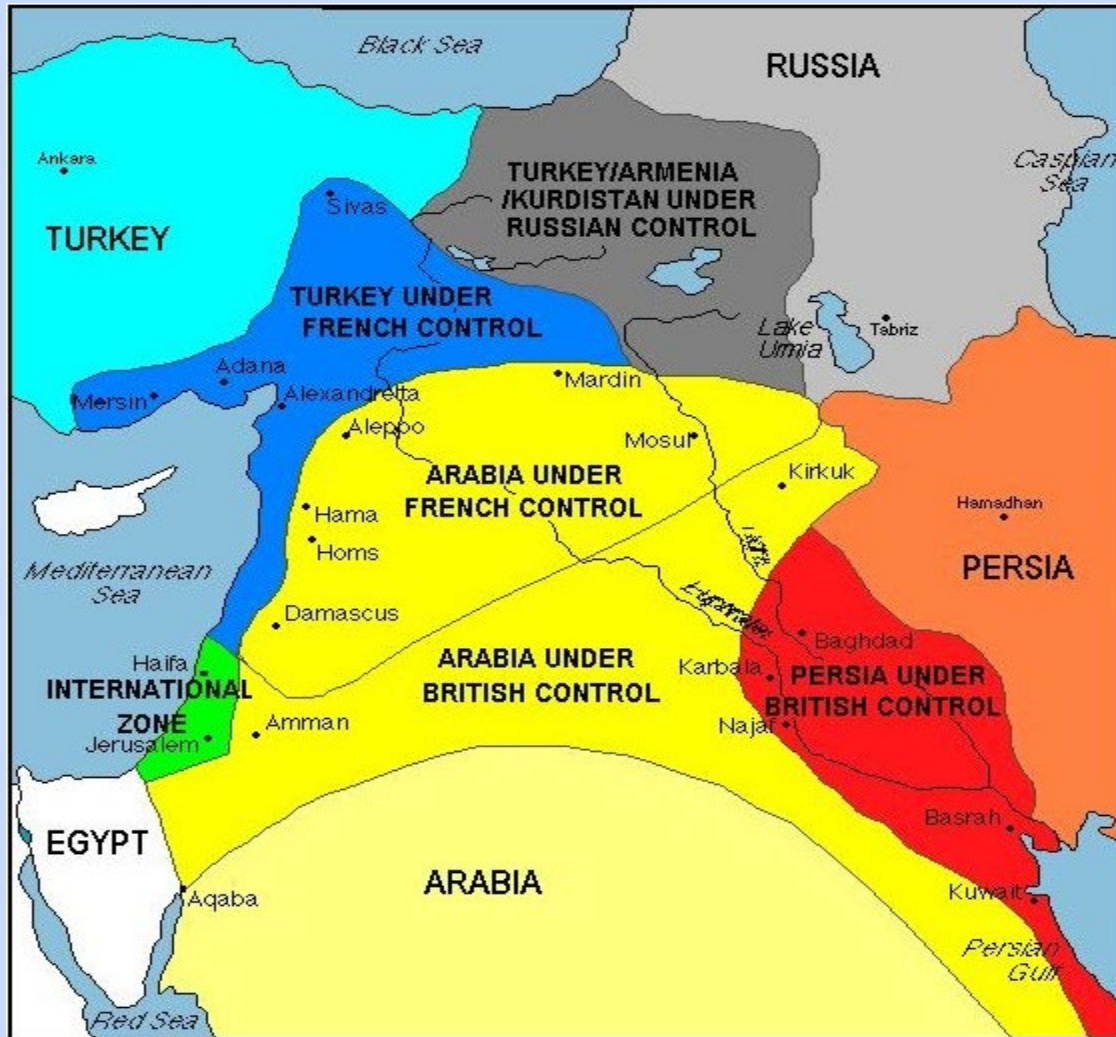 Black Sea
RUSSIA
Caspian
Sea
Ankara
TURKEY
Sivas
TURKEY/ARMENIA
/KURDISTAN UNDER
RUSSIAN CONTROL
TURKEY UNDER
FRENCH CONTROL
Lake
Urmia
Tabriz
Adana
Mersin
Alexandretta
Mardin
Aleppo
Mosul
ARABIA UNDER
FRENCH CONTROL
Kirkuk
Hama
Homs
Hamadhan
Mediterranean
Sea
PERSIA
Damascus
Euphrates
Baghdad
Haifa
INTERNATIONAL
ZONE
Jerusalem
ARABIA UNDER
BRITISH CONTROL
Karbala
PERSIA UNDER
BRITISH CONTROL
Amman
Najaf
EGYPT
Basrah
Aqaba
ARABIA
Kuwait
Persian
Gulf
Red Sea